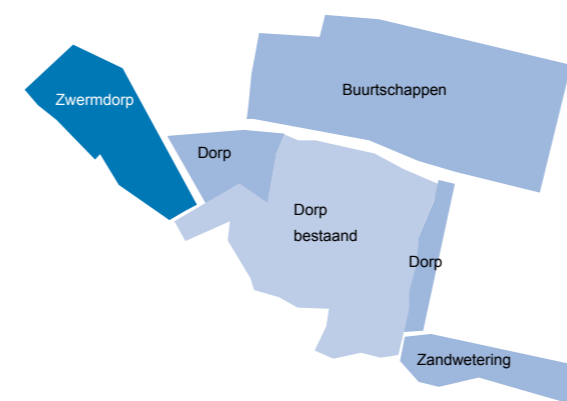 Buurtschappen
Zwermdorp
Dorp
Dorp
bestaand
Dorp
Zandwetering